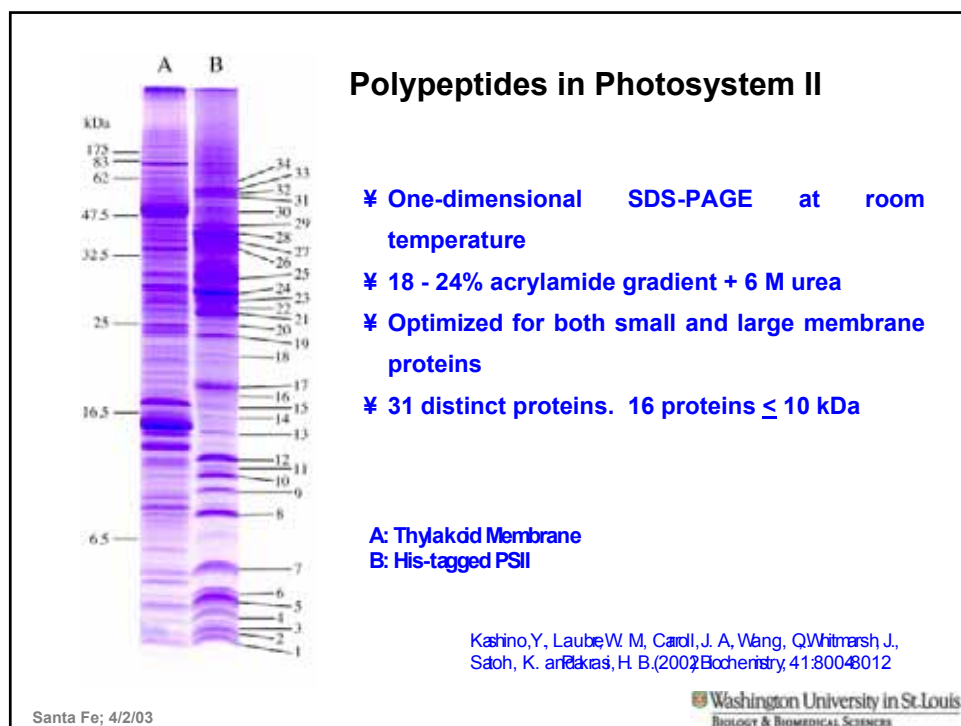 Polypeptides in Photosystem II
A B
kDa
175
83
62
47.5
32.5
25
16.5
6.5
34
33
32
31
30
29
28
27
26
25
24
23
22
21
20
19
18
17
16
15
14
13
12
11
10
9
8
7
6
5
4
3
2
1
¥ One-dimensional SDS-PAGE at room
temperature
¥ 18 - 24% acrylamide gradient + 6 M urea
¥ Optimized for both small and large membrane
proteins
¥ 31 distinct proteins. 16 proteins ≤ 10 kDa
A: Thylakoid Membrane
B: His-tagged PSII
Kashino, Y., Laube, W. M., Carroll, J. A., Wang, Q., Whitmarsh, J.,
Satoh, K. and Pakrasi, H. B. (2002) Biochemistry, 41:8004-8012
Santa Fe; 4/2/03
Washington University in St. Louis
BIOLOGY & BIOMEDICAL SCIENCES